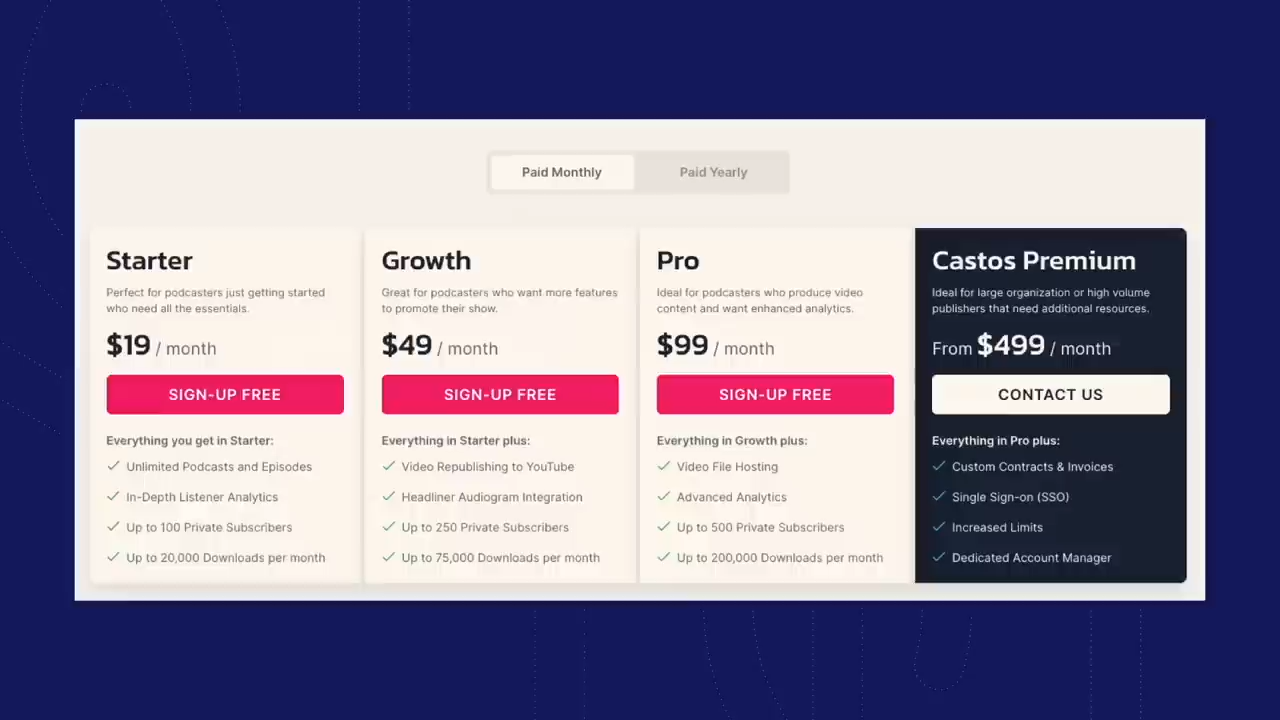 Paid Monthly
Paid Yearly
Starter
Perfect for podcasters just getting started
who need all the essentials.
$19 / month
SIGN-UP FREE
Everything you get in Starter:
Unlimited Podcasts and Episodes
In-Depth Listener Analytics
Up to 100 Private Subscribers
Up to 20,000 Downloads per month
Growth
Great for podcasters who want more features
to promote their show.
$49 / month
SIGN-UP FREE
Everything in Starter plus:
Video Republishing to YouTube
Headliner Audiogram Integration
Up to 250 Private Subscribers
Up to 75,000 Downloads per month
Pro
Ideal for podcasters who produce video
content and want enhanced analytics.
$99 / month
SIGN-UP FREE
Everything in Growth plus:
Video File Hosting
Advanced Analytics
Up to 500 Private Subscribers
Up to 200,000 Downloads per month
Castos Premium
Ideal for large organization or high volume
publishers that need additional resources.
From $499 / month
CONTACT US
Everything in Pro plus:
Custom Contracts & Invoices
Single Sign-on (SSO)
Increased Limits
Dedicated Account Manager